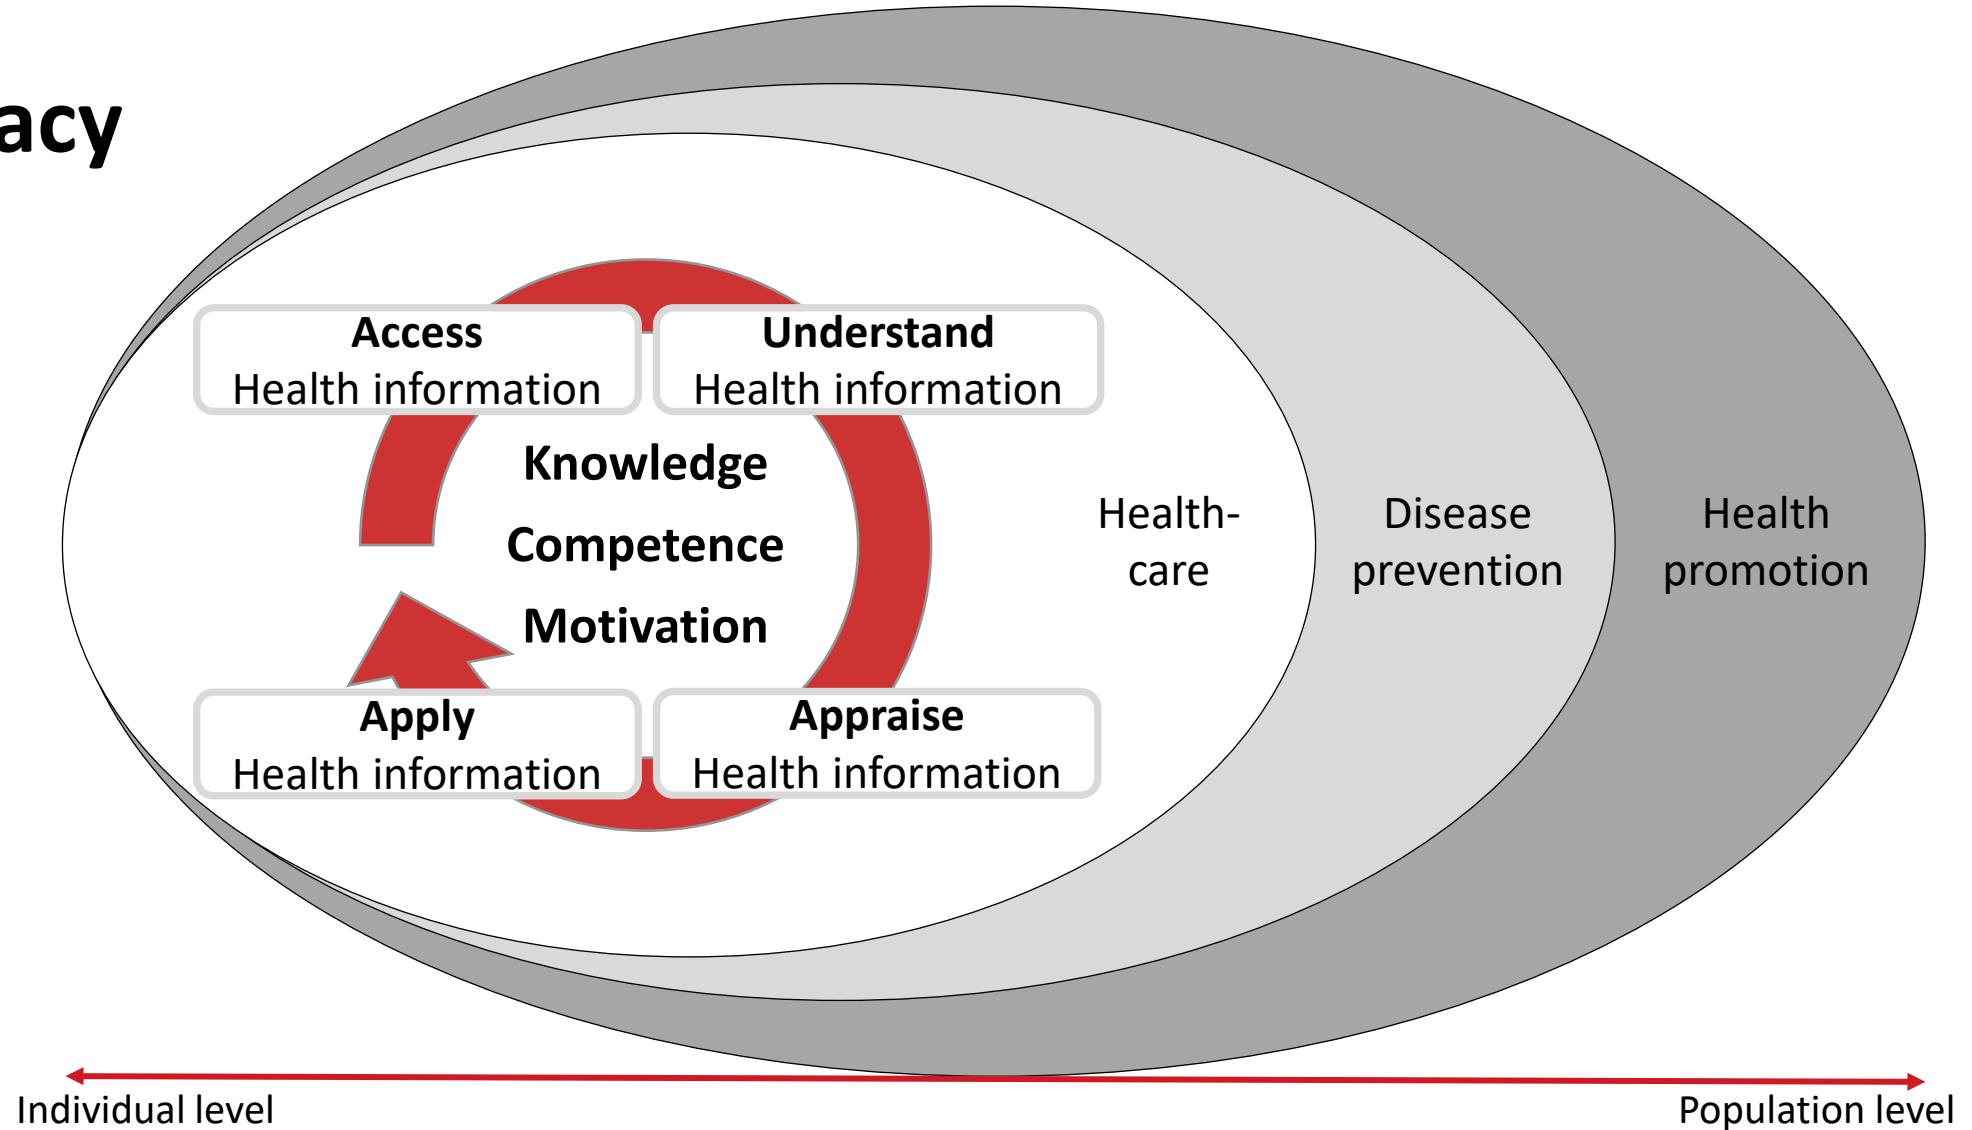 acy
Access
Health information
Understand
Health information
Knowledge
Competence
Motivation
Apply
Health information
Appraise
Health information
Health-
care
Disease
prevention
Health
promotion
Individual level
Population level